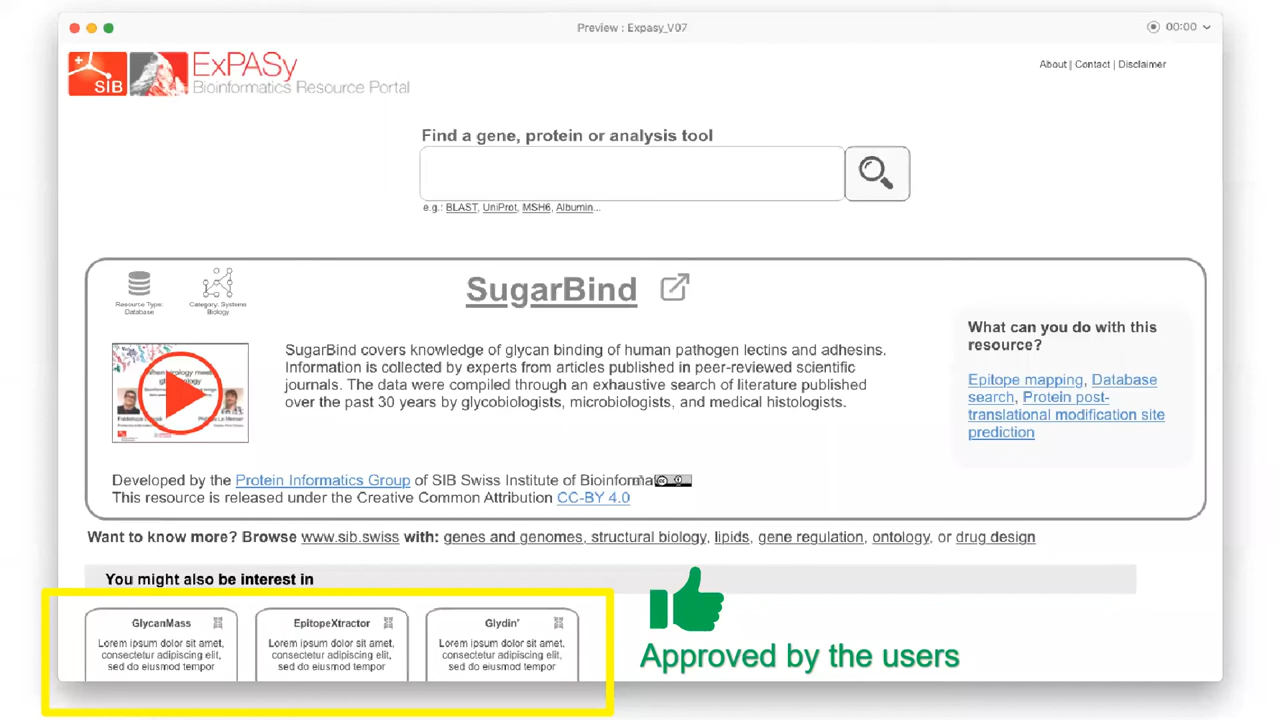 Preview : Expasy_V07
00:00
SIB
ExPASy
Bioinformatics Resource Portal
About | Contact | Disclaimer
Find a gene, protein or analysis tool
e.g.: BLAST, UniProt, MSH6, Albumin...
Resource Type:
Database
Category: Systems
Biology
SugarBind
SugarBind covers knowledge of glycan binding of human pathogen lectins and adhesins.
Information is collected by experts from articles published in peer-reviewed scientific
journals. The data were compiled through an exhaustive search of literature published
over the past 30 years by glycobiologists, microbiologists, and medical histologists.
What can you do with this
resource?
Epitope mapping, Database
search, Protein post-
translational modification site
prediction
Developed by the Protein Informatics Group of SIB Swiss Institute of Bioinforma
This resource is released under the Creative Common Attribution CC-BY 4.0
Want to know more? Browse www.sib.swiss with: genes and genomes, structural biology, lipids, gene regulation, ontology, or drug design
You might also be interest in
GlycanMass
Lorem ipsum dolor sit amet,
consectetur adipiscing elit,
sed do eiusmod tempor
EpitopeXtractor
Lorem ipsum dolor sit amet,
consectetur adipiscing elit,
sed do eiusmod tempor
Glydin'
Lorem ipsum dolor sit amet,
consectetur adipiscing elit,
sed do eiusmod tempor
Approved by the users